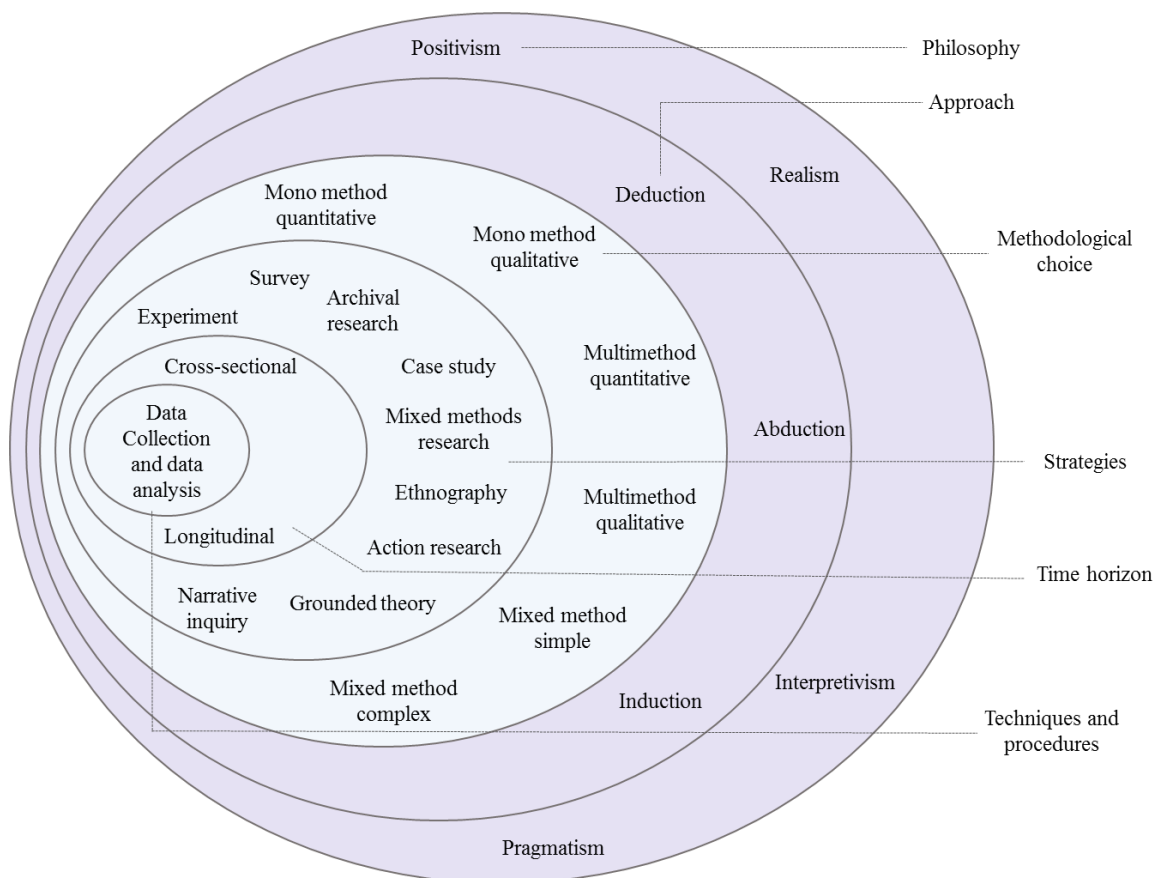 Positivism
Philosophy
Approach
Realism
Deduction
Mono method
quantitative
Mono method
qualitative
Methodological
choice
Survey
Archival
research
Experiment
Multimethod
quantitative
Cross-sectional
Case study
Data
Collection
and data
analysis
Mixed methods
research
Abduction
Strategies
Ethnography
Multimethod
qualitative
Longitudinal
Action research
Time horizon
Narrative
inquiry
Grounded theory
Mixed method
simple
Mixed method
complex
Induction
Interpretivism
Techniques and
procedures
Pragmatism